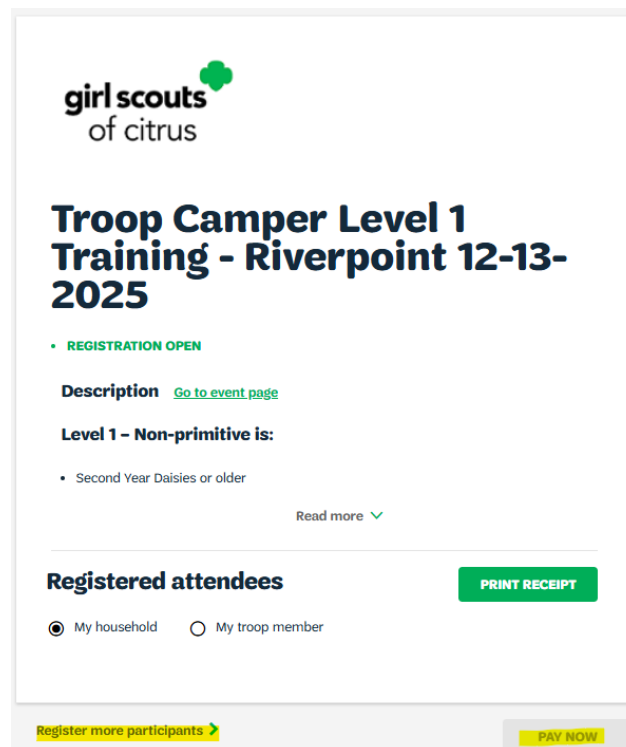 girl scouts
of citrus
Troop Camper Level 1
Training - Riverpoint 12-13-
2025
• REGISTRATION OPEN
Description Go to event page
Level 1 – Non-primitive is:
• Second Year Daisies or older
Read more
Registered attendees PRINT RECEIPT
My household My troop member
Register more participants PAY NOW